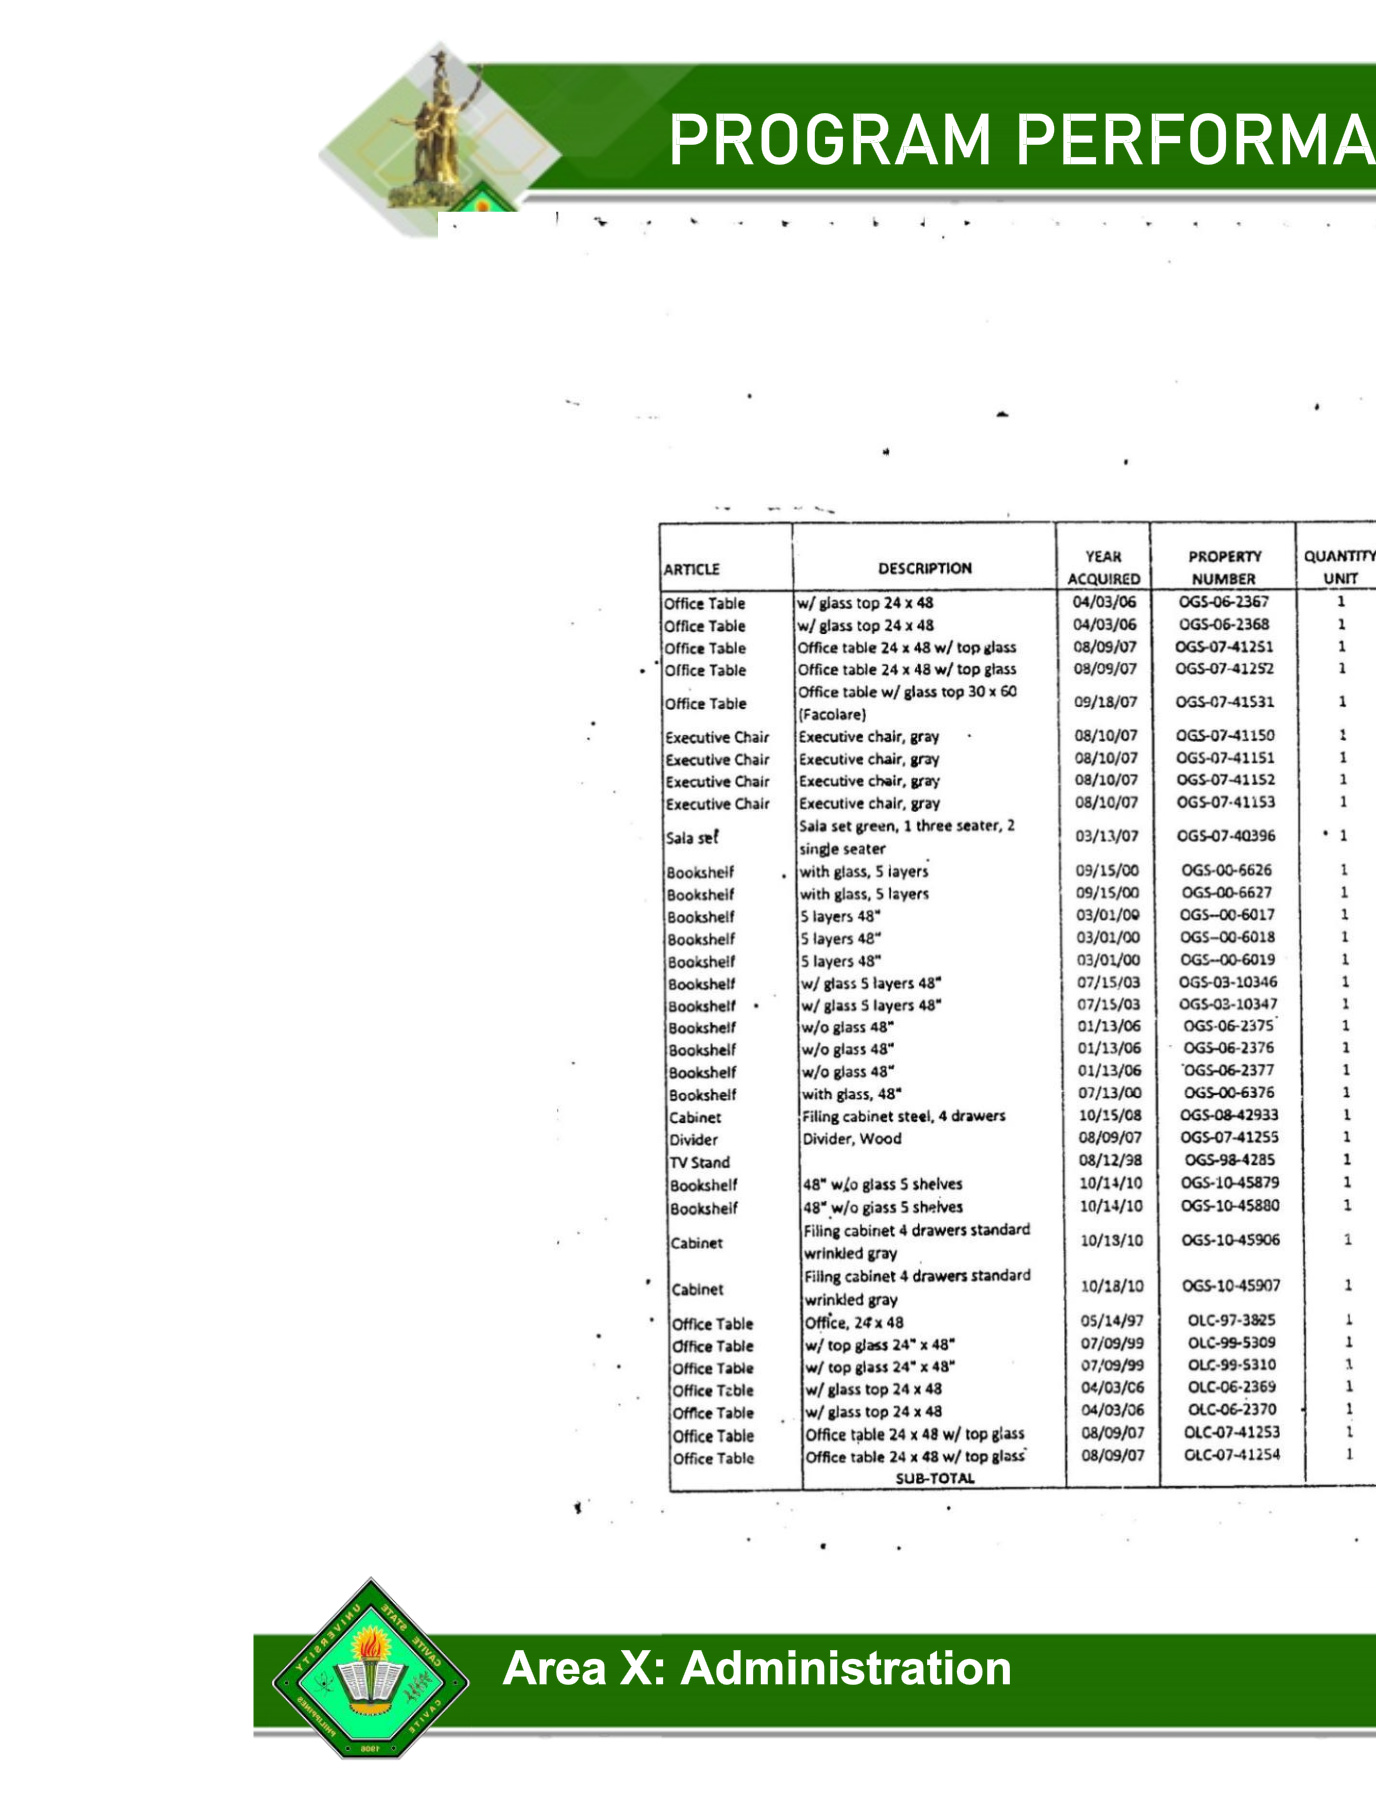 PROGRAM PERFORMA
ARTICLE DESCRIPTION YEAR ACQUIRED PROPERTY NUMBER QUANTITY UNIT
Office Table w/ glass top 24 x 48 04/03/06 OGS-06-2367 1
Office Table w/ glass top 24 x 48 04/03/06 OGS-06-2368 1
Office Table Office table 24 x 48 w/ top glass 08/09/07 OGS-07-41251 1
Office Table Office table 24 x 48 w/ top glass 08/09/07 OGS-07-41252 1
Office Table Office table w/ glass top 30 x 60 (Facolare) 09/18/07 OGS-07-41531 1
Executive Chair Executive chair, gray 08/10/07 OGS-07-41150 1
Executive Chair Executive chair, gray 08/10/07 OGS-07-41151 1
Executive Chair Executive chair, gray 08/10/07 OGS-07-41152 1
Executive Chair Executive chair, gray 08/10/07 OGS-07-41153 1
Sala set Sala set green, 1 three seater, 2 single seater 03/13/07 OGS-07-40396 1
Bookshelf with glass, 5 layers 09/15/00 OGS-00-6626 1
Bookshelf with glass, 5 layers 09/15/00 OGS-00-6627 1
Bookshelf 5 layers 48" 03/01/00 OGS--00-6017 1
Bookshelf 5 layers 48" 03/01/00 OGS--00-6018 1
Bookshelf 5 layers 48" 03/01/00 OGS--00-6019 1
Bookshelf w/ glass 5 layers 48" 07/15/03 OGS-03-10346 1
Bookshelf w/ glass 5 layers 48" 07/15/03 OGS-03-10347 1
Bookshelf w/o glass 48" 01/13/06 OGS-06-2375 1
Bookshelf w/o glass 48" 01/13/06 OGS-06-2376 1
Bookshelf w/o glass 48" 01/13/06 OGS-06-2377 1
Bookshelf with glass, 48" 07/13/00 OGS-00-6376 1
Cabinet Filing cabinet steel, 4 drawers 10/15/08 OGS-08-42933 1
Divider Divider, Wood 08/09/07 OGS-07-41255 1
TV Stand 08/12/98 OGS-98-4285 1
Bookshelf 48" w/o glass 5 shelves 10/14/10 OGS-10-45879 1
Bookshelf 48" w/o glass 5 shelves 10/14/10 OGS-10-45880 1
Cabinet Filing cabinet 4 drawers standard wrinkled gray 10/18/10 OGS-10-45906 1
Cabinet Filing cabinet 4 drawers standard wrinkled gray 10/18/10 OGS-10-45907 1
Office Table Office, 24 x 48 05/14/97 OLC-97-3825 1
Office Table w/ top glass 24" x 48" 07/09/99 OLC-99-5309 1
Office Table w/ top glass 24" x 48" 07/09/99 OLC-99-5310 1
Office Table w/ glass top 24 x 48 04/03/06 OLC-06-2369 1
Office Table w/ glass top 24 x 48 04/03/06 OLC-06-2370 1
Office Table Office table 24 x 48 w/ top glass 08/09/07 OLC-07-41253 1
Office Table Office table 24 x 48 w/ top glass 08/09/07 OLC-07-41254 1
SUB-TOTAL
CAVITE STATE UNIVERSITY
CAVITE PHILIPPINES
1906
Area X: Administration